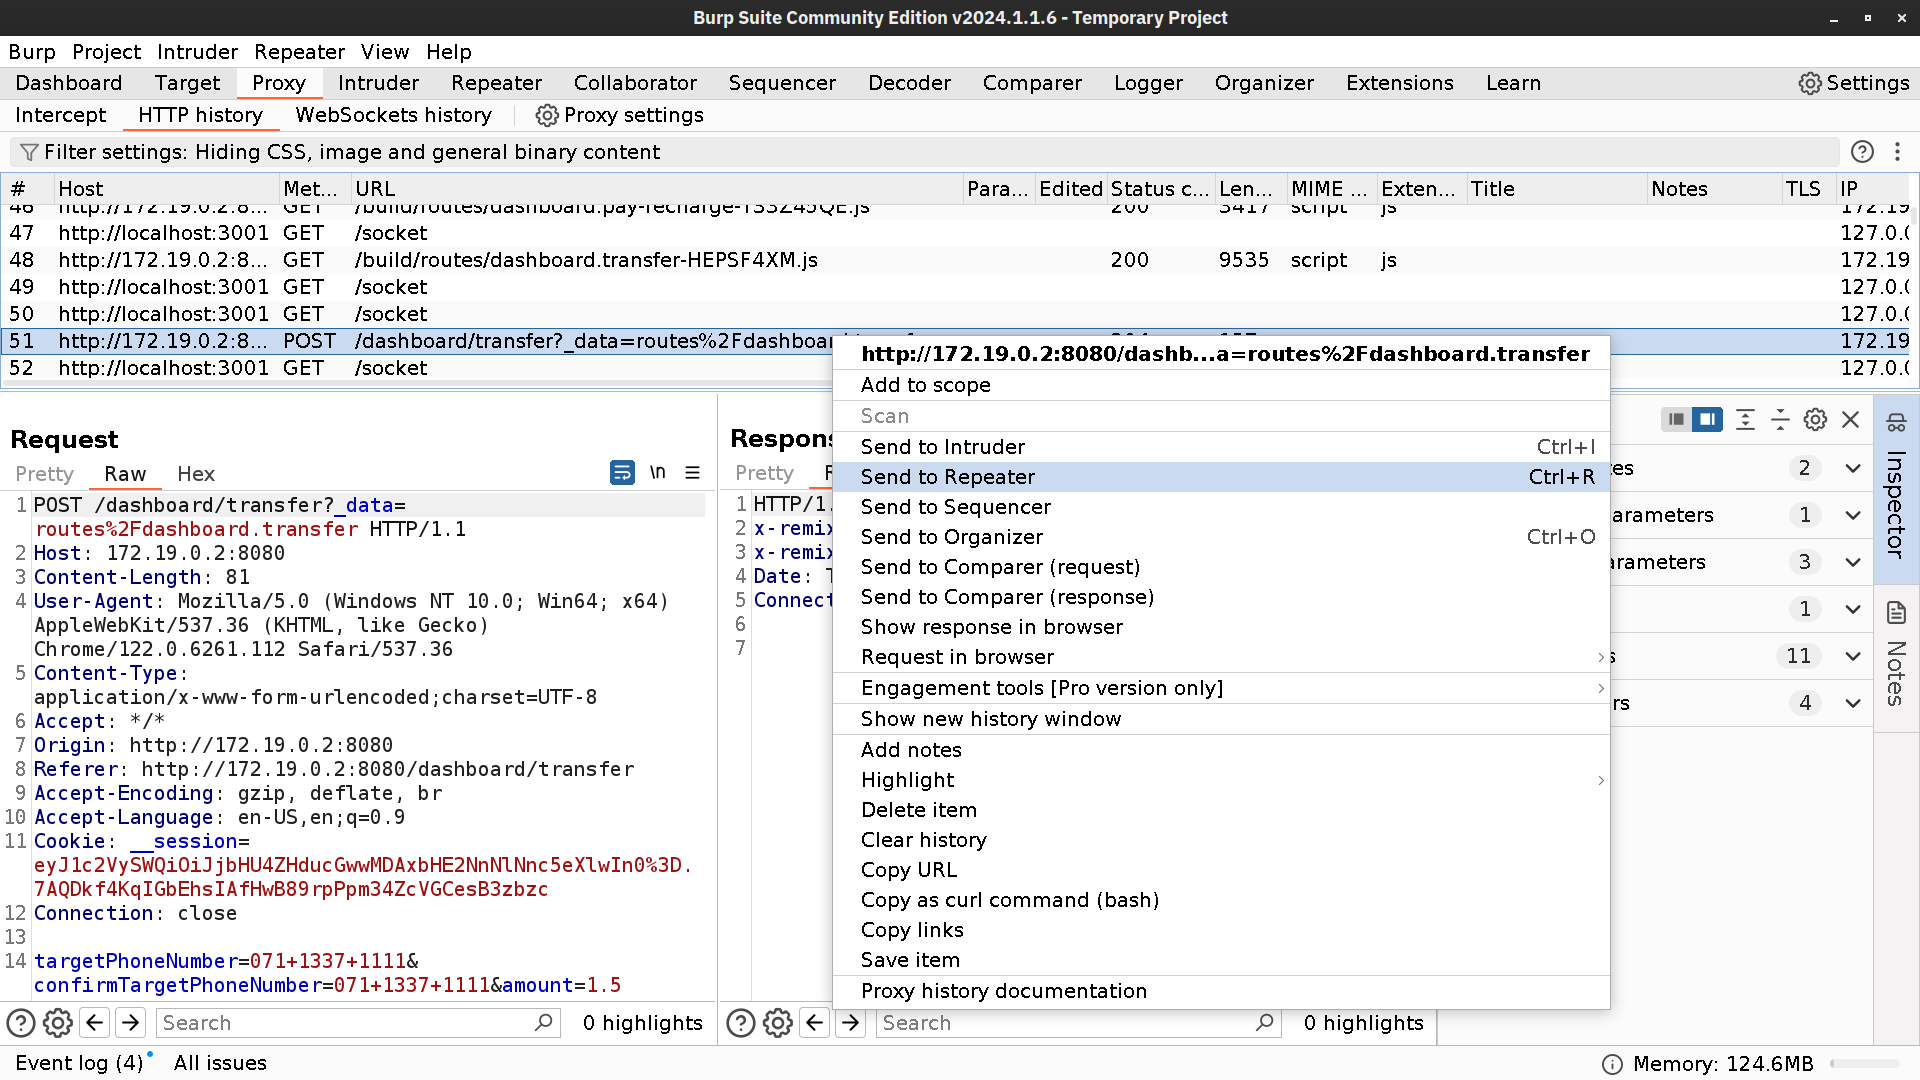 Burp Suite Community Edition v2024.1.1.6 - Temporary Project
Burp Project Intruder Repeater View Help
Dashboard Target Proxy Intruder Repeater Collaborator Sequencer Decoder Comparer Logger Organizer Extensions Learn Settings
Intercept HTTP history WebSockets history Proxy settings
Filter settings: Hiding CSS, image and general binary content
# Host Met... URL Para... Edited Status c... Len... MIME ... Exten... Title Notes TLS IP
46 http://172.19.0.2:8... GET /build/routes/dashboard.pay-recharge-T33Z45QE.js 200 3417 script js 172.19
47 http://localhost:3001 GET /socket 127.0.0
48 http://172.19.0.2:8... GET /build/routes/dashboard.transfer-HEPSF4XM.js 200 9535 script js 172.19
49 http://localhost:3001 GET /socket 127.0.0
50 http://localhost:3001 GET /socket 127.0.0
51 http://172.19.0.2:8... POST /dashboard/transfer?_data=routes%2Fdashboar 172.19
52 http://localhost:3001 GET /socket 127.0.0
http://172.19.0.2:8080/dashb...a=routes%2Fdashboard.transfer
Add to scope
Scan
Send to Intruder Ctrl+I
Send to Repeater Ctrl+R
Send to Sequencer
Send to Organizer Ctrl+O
Send to Comparer (request)
Send to Comparer (response)
Show response in browser
Request in browser
Engagement tools [Pro version only]
Show new history window
Add notes
Highlight
Delete item
Clear history
Copy URL
Copy as curl command (bash)
Copy links
Save item
Proxy history documentation
Request
Pretty Raw Hex \n
1 POST /dashboard/transfer?_data=
routes%2Fdashboard.transfer HTTP/1.1
2 Host: 172.19.0.2:8080
3 Content-Length: 81
4 User-Agent: Mozilla/5.0 (Windows NT 10.0; Win64; x64)
AppleWebKit/537.36 (KHTML, like Gecko)
Chrome/122.0.6261.112 Safari/537.36
5 Content-Type:
application/x-www-form-urlencoded;charset=UTF-8
6 Accept: */*
7 Origin: http://172.19.0.2:8080
8 Referer: http://172.19.0.2:8080/dashboard/transfer
9 Accept-Encoding: gzip, deflate, br
10 Accept-Language: en-US,en;q=0.9
11 Cookie: __session=
eyJ1c2VySWQiOiJjbHU4ZHducGwwMDAxbHE2NnNlNnc5eXlwIn0%3D.
7AQDkf4KqIGbEhsIAfHwB89rpPpm34ZcVGCesB3zbzc
12 Connection: close
13
14 targetPhoneNumber=071+1337+1111&
confirmTargetPhoneNumber=071+1337+1111&amount=1.5
Respons
Pretty
1 HTTP/1.
2 x-remix
3 x-remix
4 Date:
5 Connect
6
7
tes 2
arameters 1
arameters 3
1
s 11
rs 4
Inspector
Notes
Search 0 highlights
Search 0 highlights
Event log (4) All issues Memory: 124.6MB